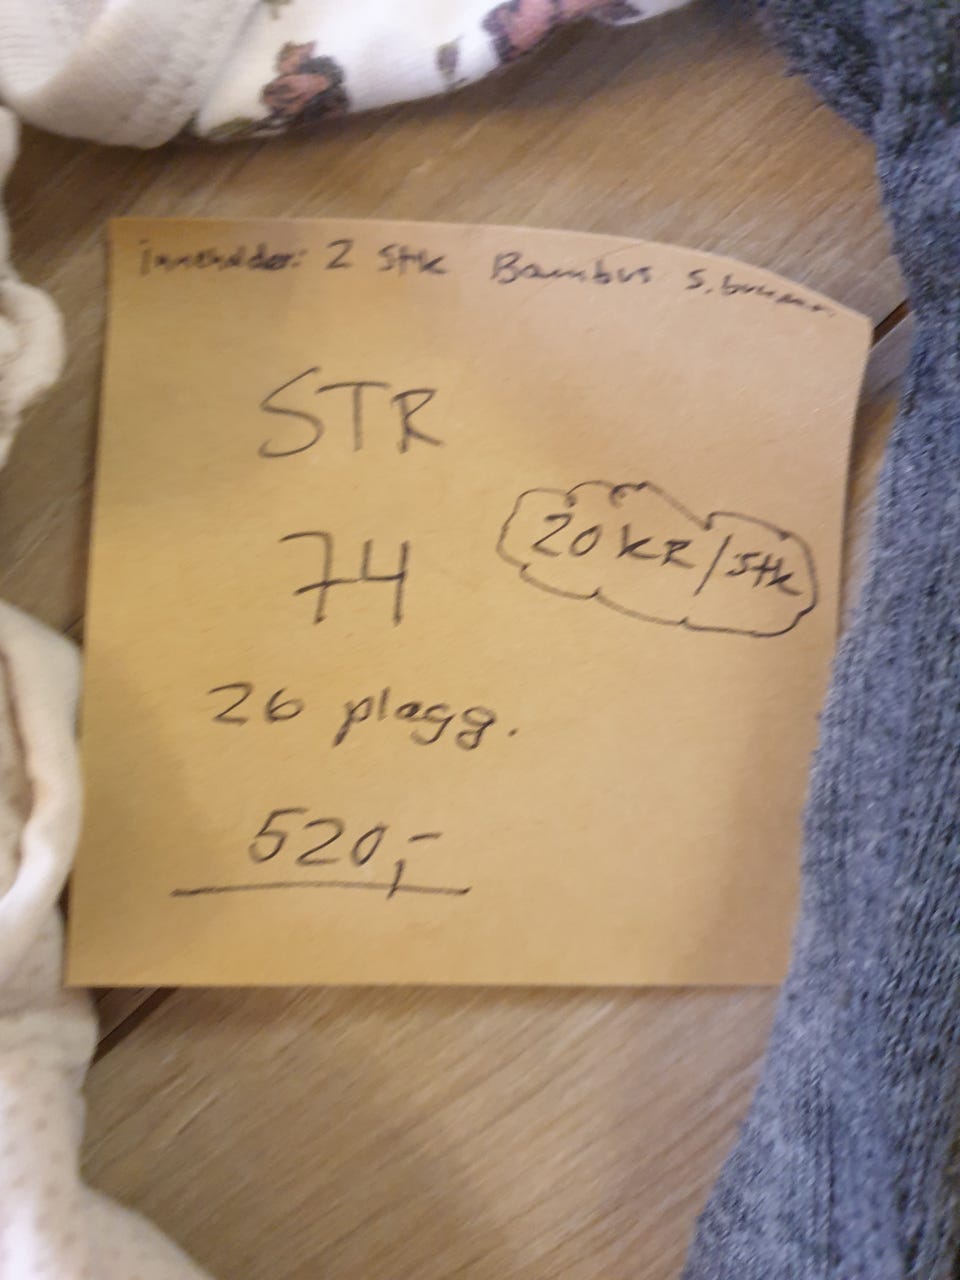 inneholder: 2 stk Bambus
STR
74
20 KR/stk
26 plagg.
520,-